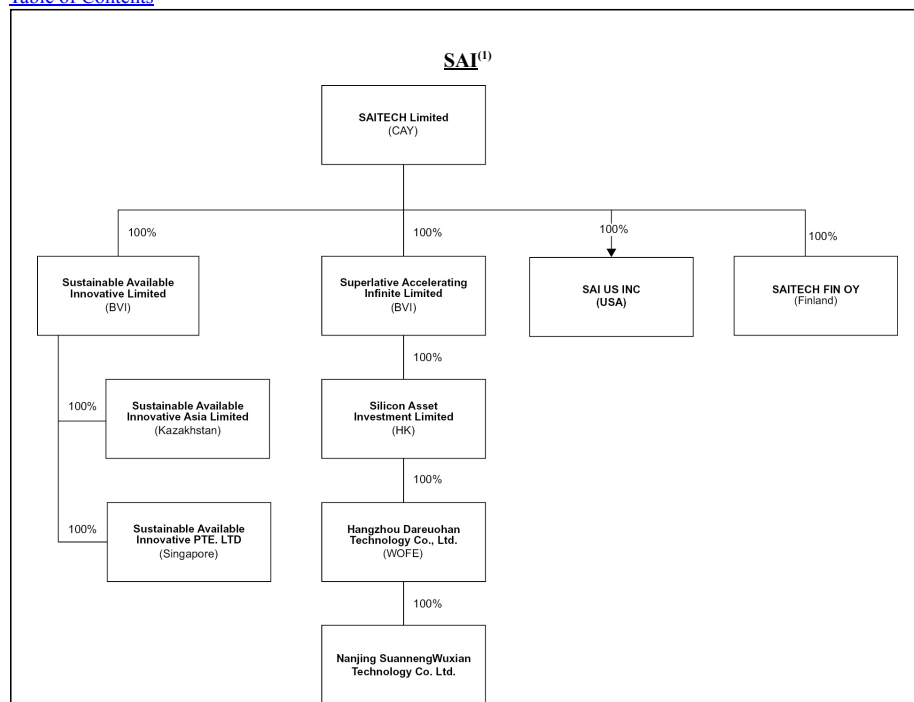 Table of Contents
SAI(1)
SAITECH Limited
(CAY)
100%
100%
100%
100%
Sustainable Available
Innovative Limited
(BVI)
Superlative Accelerating
Infinite Limited
(BVI)
SAI US INC
(USA)
SAITECH FIN OY
(Finland)
100%
100%
Sustainable Available
Innovative Asia Limited
(Kazakhstan)
Silicon Asset
Investment Limited
(HK)
100%
100%
Sustainable Available
Innovative PTE. LTD
(Singapore)
Hangzhou Dareuohan
Technology Co., Ltd.
(WOFE)
100%
Nanjing SuannengWuxian
Technology Co. Ltd.